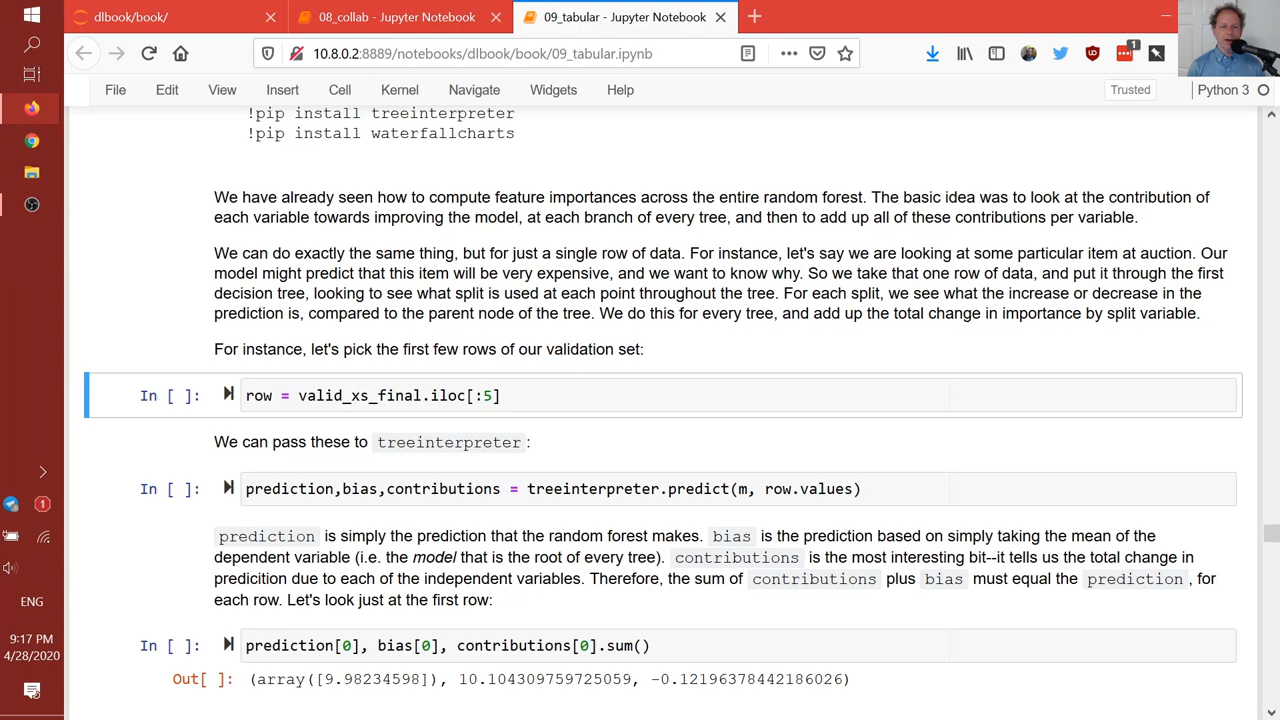 dlbook/book/
08_collab - Jupyter Notebook
09_tabular - Jupyter Notebook
10.8.0.2:8889/notebooks/dlbook/book/09_tabular.ipynb
1
File Edit View Insert Cell Kernel Navigate Widgets Help
Trusted
Python 3
!pip install treeinterpreter
!pip install waterfallcharts
We have already seen how to compute feature importances across the entire random forest. The basic idea was to look at the contribution of
each variable towards improving the model, at each branch of every tree, and then to add up all of these contributions per variable.
We can do exactly the same thing, but for just a single row of data. For instance, let's say we are looking at some particular item at auction. Our
model might predict that this item will be very expensive, and we want to know why. So we take that one row of data, and put it through the first
decision tree, looking to see what split is used at each point throughout the tree. For each split, we see what the increase or decrease in the
prediction is, compared to the parent node of the tree. We do this for every tree, and add up the total change in importance by split variable.
For instance, let's pick the first few rows of our validation set:
In [ ]: row = valid_xs_final.iloc[:5]
We can pass these to treeinterpreter:
In [ ]: prediction,bias,contributions = treeinterpreter.predict(m, row.values)
prediction is simply the prediction that the random forest makes. bias is the prediction based on simply taking the mean of the
dependent variable (i.e. the model that is the root of every tree). contributions is the most interesting bit--it tells us the total change in
predicition due to each of the independent variables. Therefore, the sum of contributions plus bias must equal the prediction, for
each row. Let's look just at the first row:
In [ ]: prediction[0], bias[0], contributions[0].sum()
Out[ ]: (array([9.98234598]), 10.104309759725059, -0.12196378442186026)
1
ENG
9:17 PM
4/28/2020